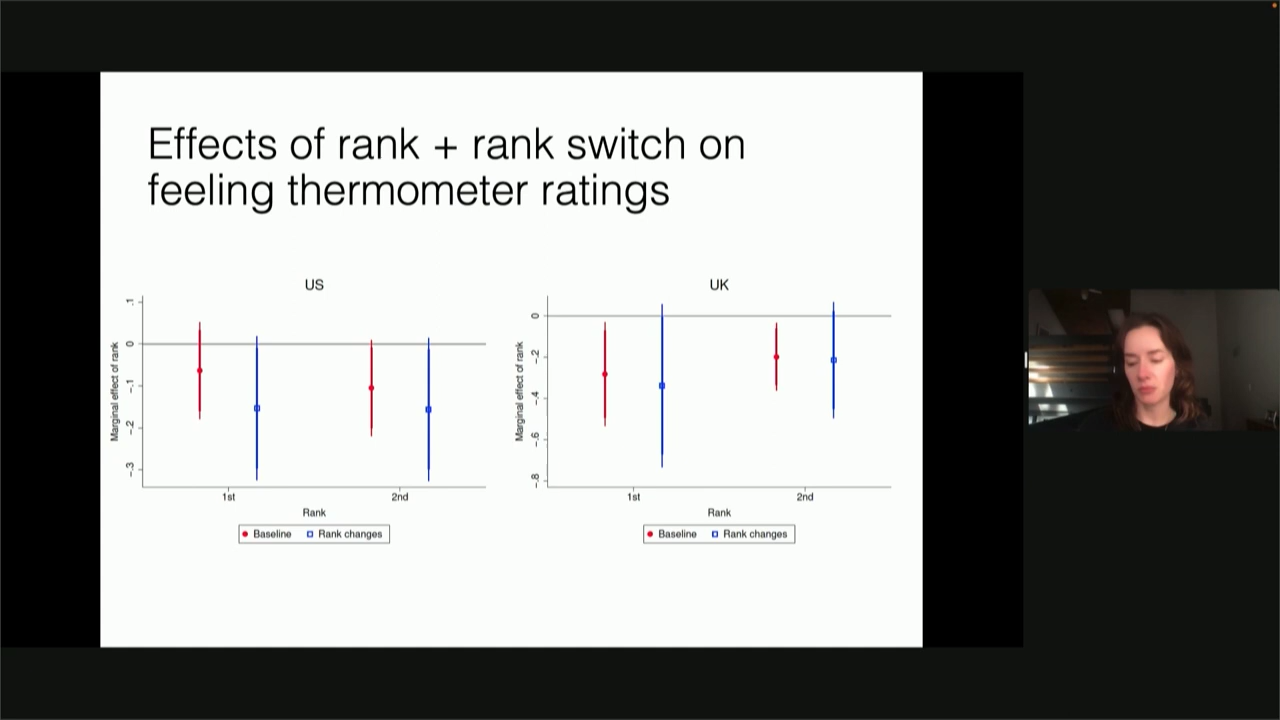 Effects of rank + rank switch on
feeling thermometer ratings
US
Marginal effect of rank
.1
0
-.1
-.2
-.3
1st
2nd
Rank
Baseline
Rank changes
UK
Marginal effect of rank
0
-.2
-.4
-.6
-.8
1st
2nd
Rank
Baseline
Rank changes